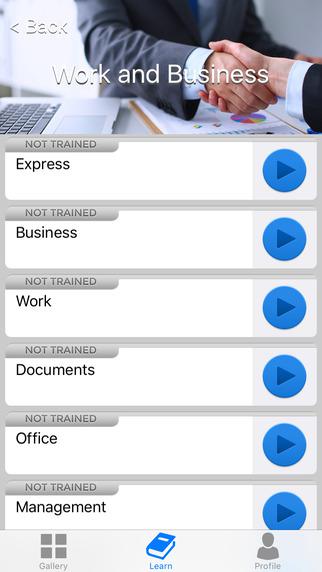 < Back
Work and Business
NOT TRAINED
Express
NOT TRAINED
Business
NOT TRAINED
Work
NOT TRAINED
Documents
NOT TRAINED
Office
NOT TRAINED
Management
Gallery
Learn
Profile